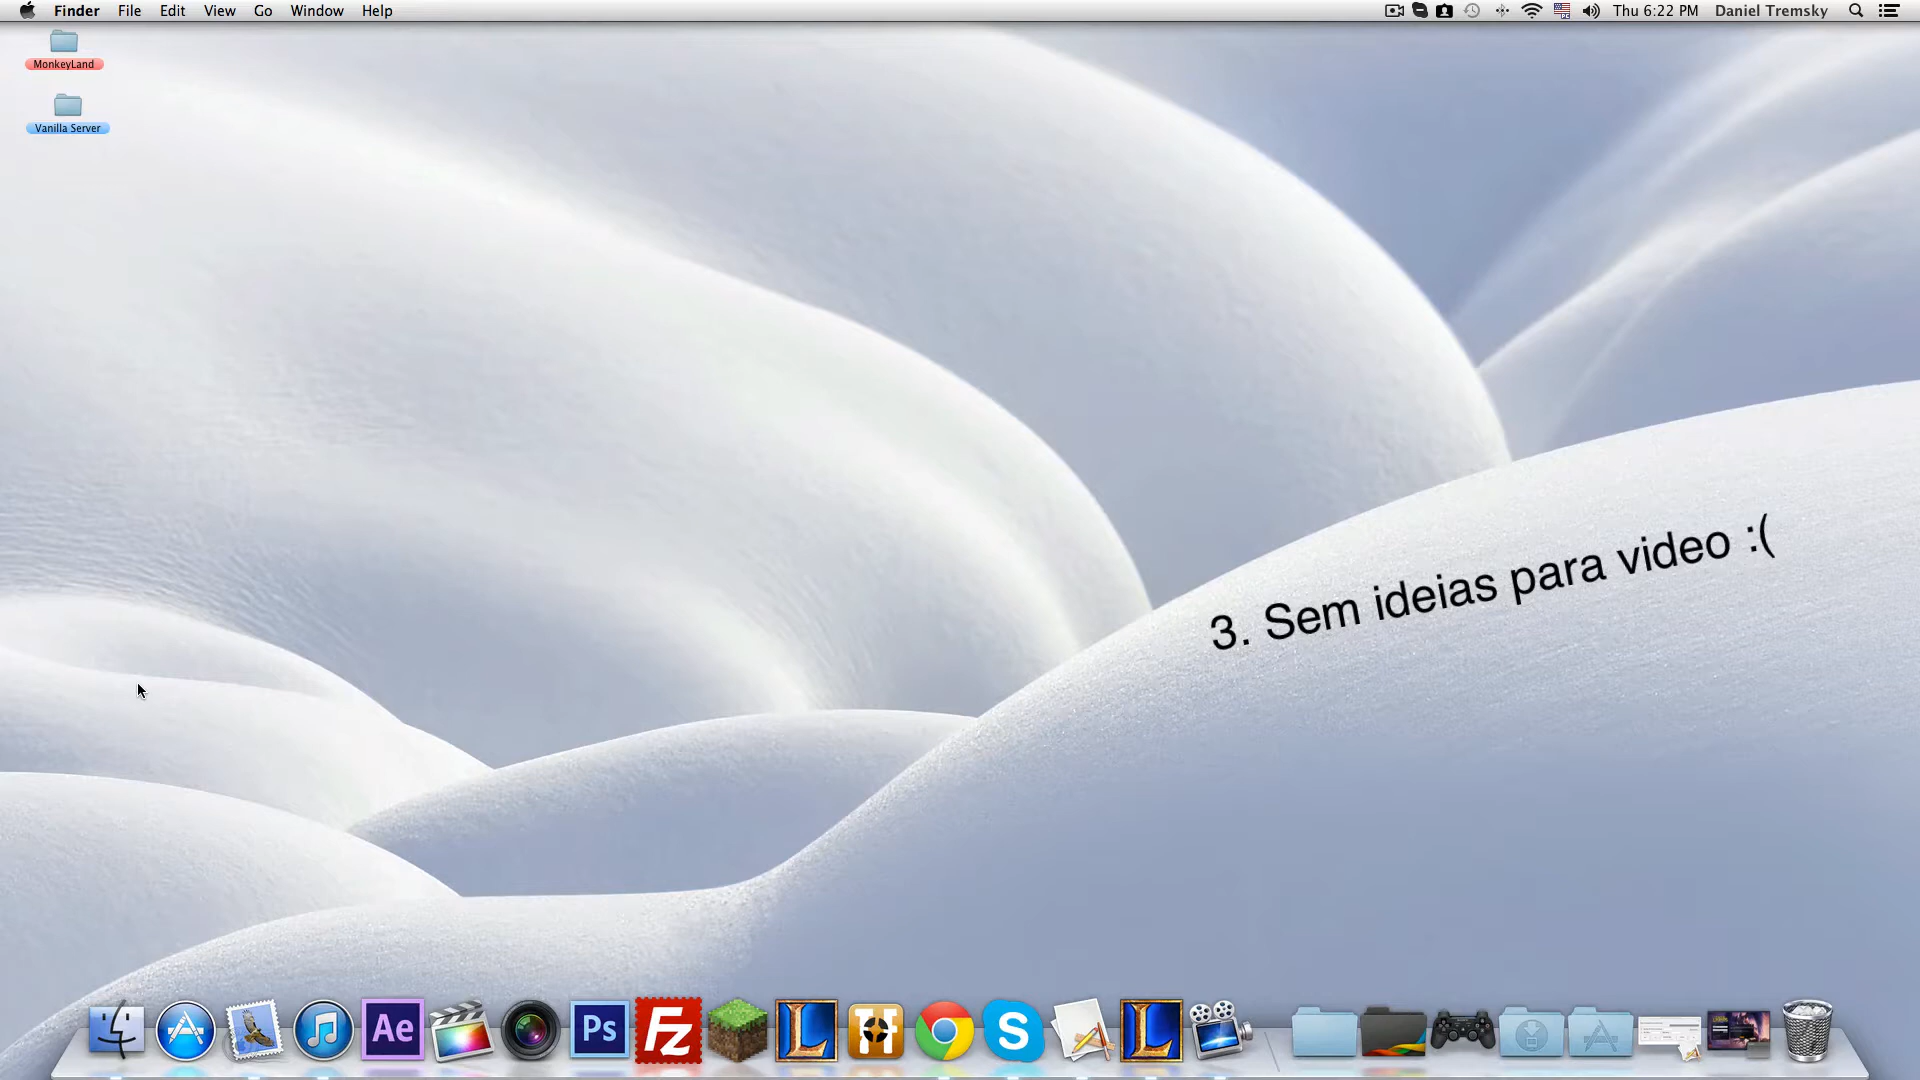 Finder File Edit View Go Window Help Thu 6:22 PM Daniel Tremsky
MonkeyLand
Vanilla Server
3. Sem ideias para video :(
Ae Ps Fz L S L